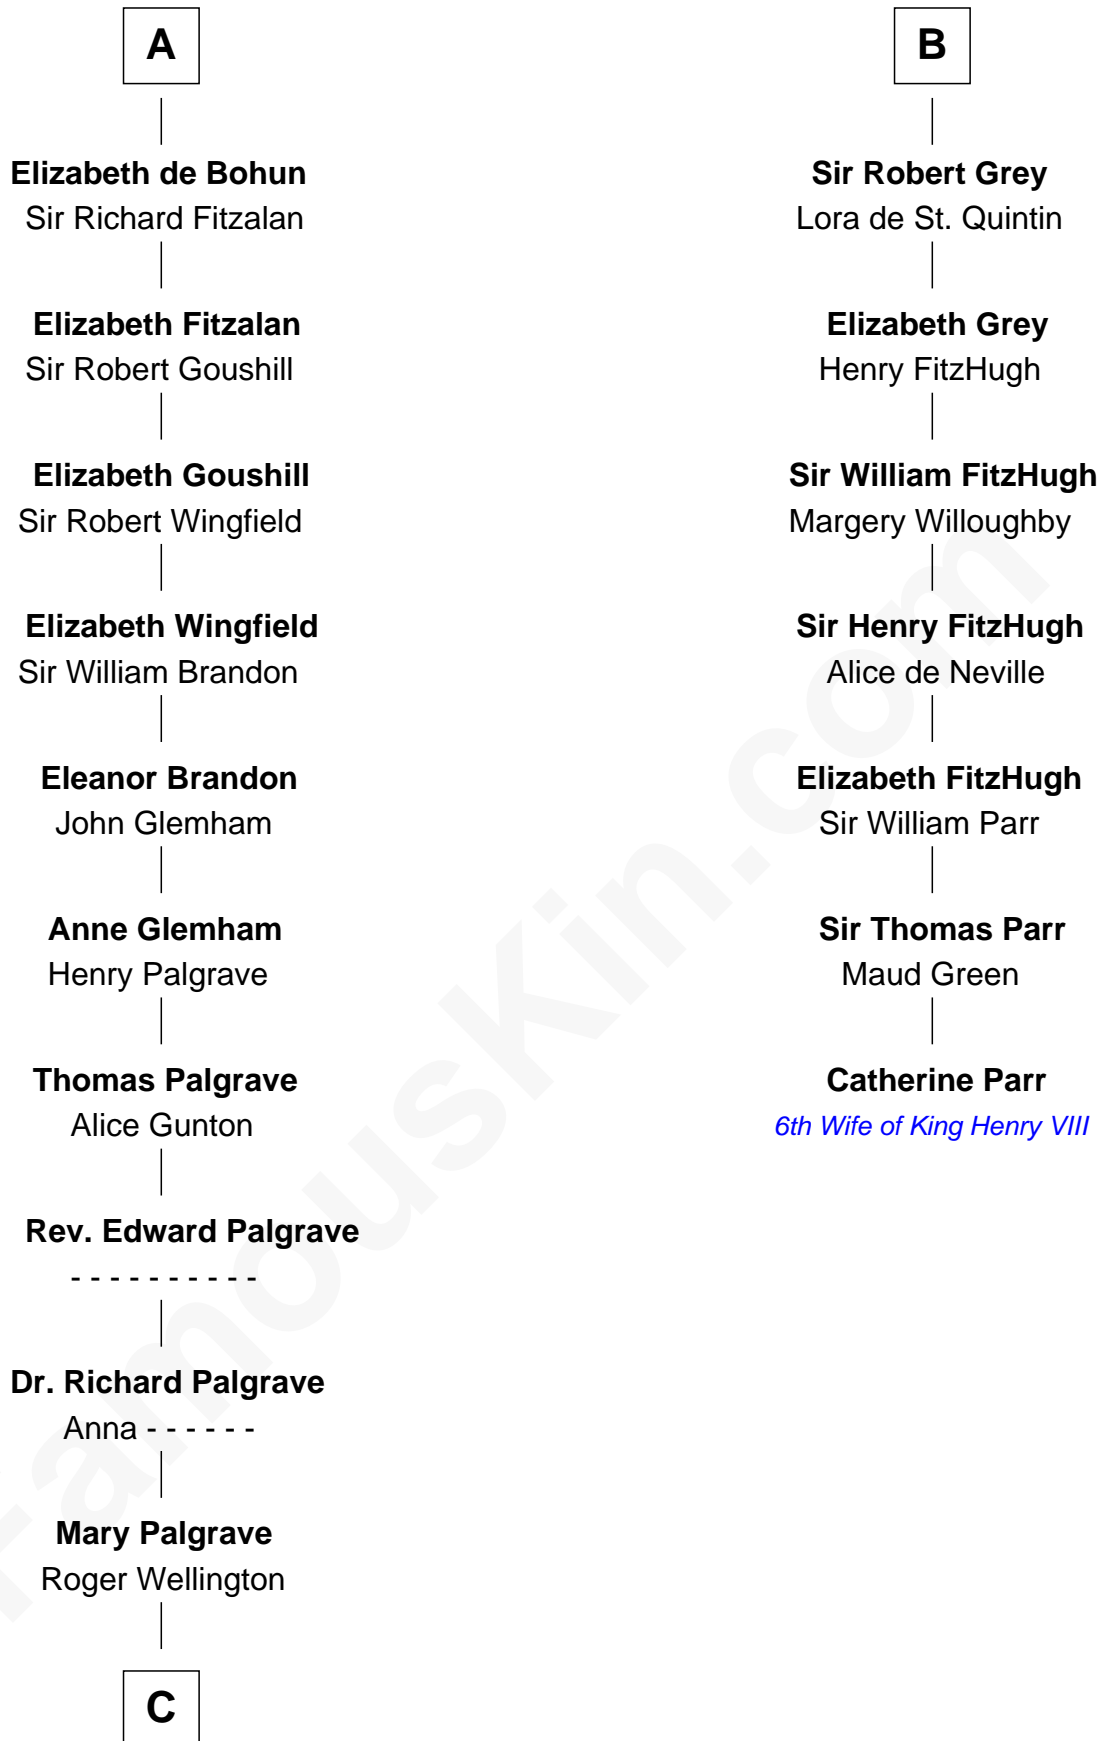 A
Elizabeth de Bohun
Sir Richard Fitzalan
Elizabeth Fitzalan
Sir Robert Goushill
Elizabeth Goushill
Sir Robert Wingfield
Elizabeth Wingfield
Sir William Brandon
Eleanor Brandon
John Glemham
Anne Glemham
Henry Palgrave
Thomas Palgrave
Alice Gunton
Rev. Edward Palgrave
- - - - - - - - - -
Dr. Richard Palgrave
Anna - - - - - -
Mary Palgrave
Roger Wellington
C
B
Sir Robert Grey
Lora de St. Quintin
Elizabeth Grey
Henry FitzHugh
Sir William FitzHugh
Margery Willoughby
Sir Henry FitzHugh
Alice de Neville
Elizabeth FitzHugh
Sir William Parr
Sir Thomas Parr
Maud Green
Catherine Parr
6th Wife of King Henry VIII
FamousKin.com